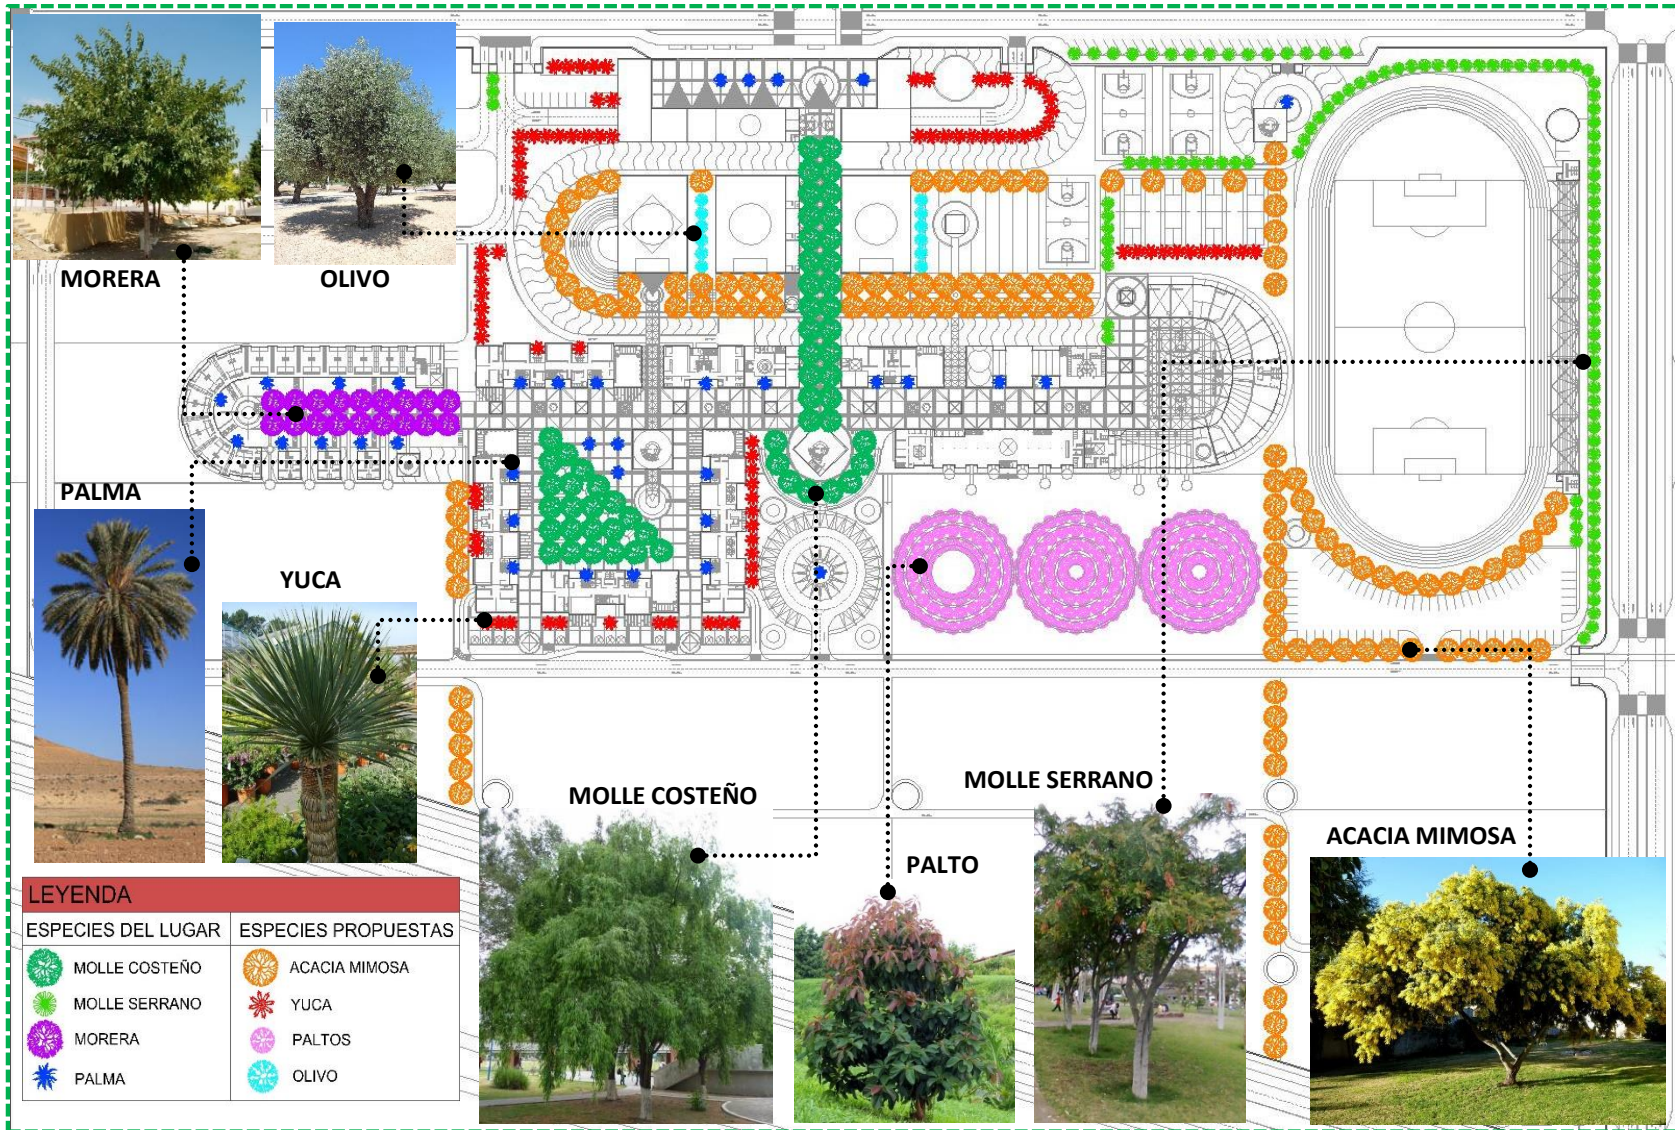 MORERA
OLIVO
PALMA
YUCA
MOLLE COSTEÑO
PALTO
MOLLE SERRANO
ACACIA MIMOSA
LEYENDA
ESPECIES DEL LUGAR
MOLLE COSTEÑO
MOLLE SERRANO
MORERA
PALMA
ESPECIES PROPUESTAS
ACACIA MIMOSA
YUCA
PALTOS
OLIVO